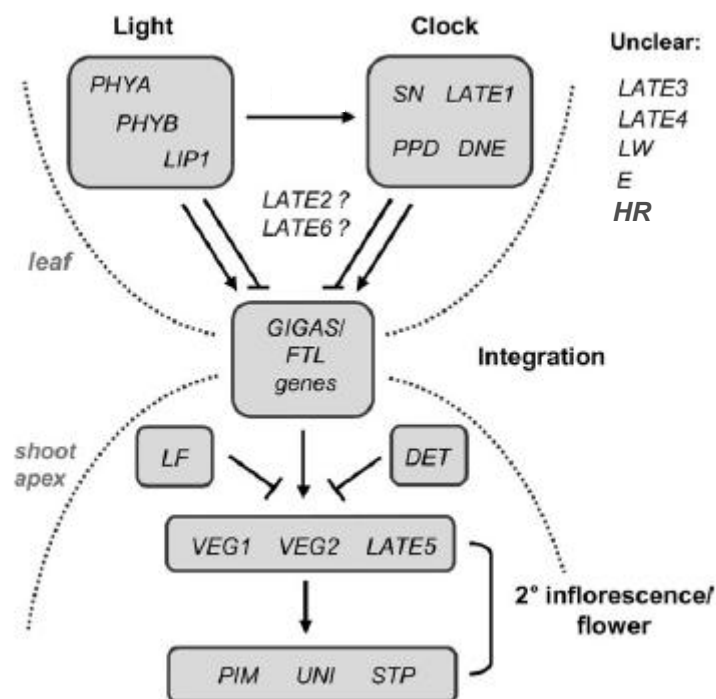 Light
Clock
Unclear:
PHYA
PHYB
LIP1
SN LATE1
PPD DNE
LATE3
LATE4
LW
E
HR
LATE2 ?
LATE6 ?
leaf
GIGAS/
FTL
genes
Integration
shoot
apex
LF
DET
VEG1 VEG2 LATE5
2° inflorescence/
flower
PIM UNI STP